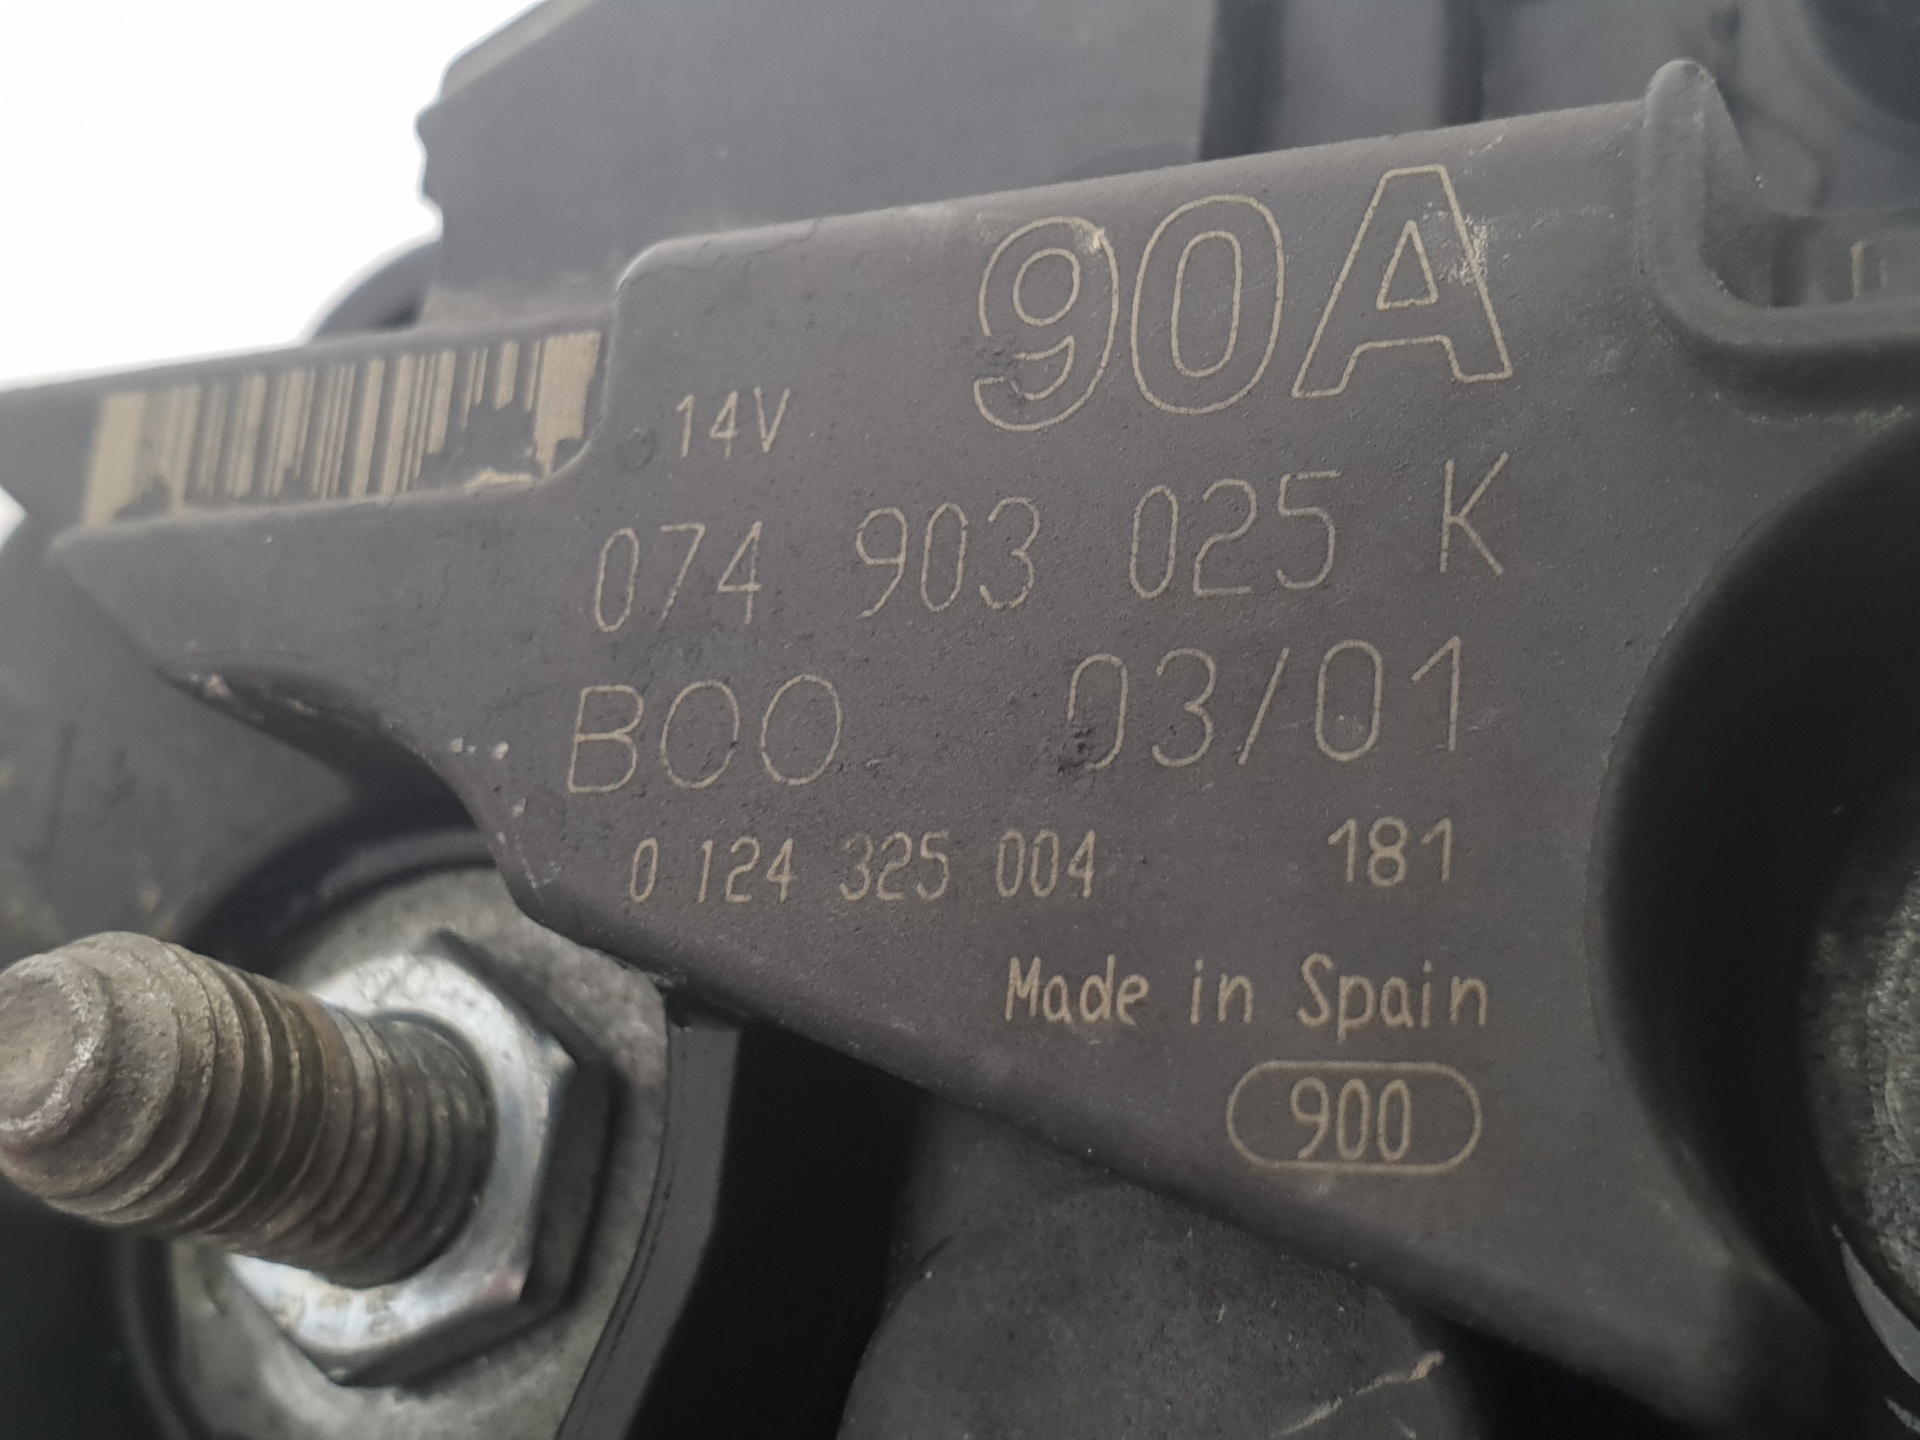 90A
14V
074 903 025 K
BOO 03/01
0 124 325 004 181
Made in Spain
900